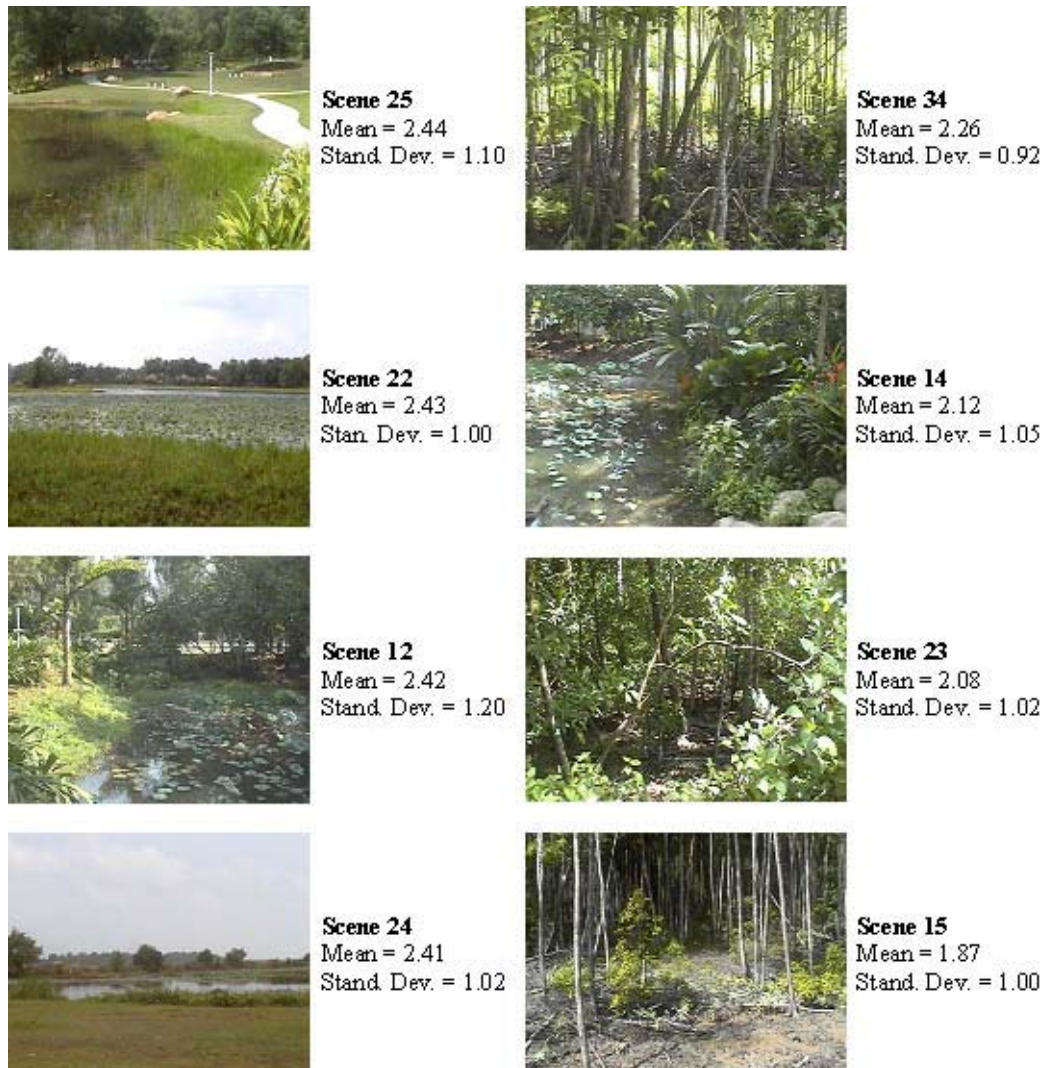 Scene 25
Mean = 2.44
Stand. Dev. = 1.10
Scene 22
Mean = 2.43
Stan. Dev. = 1.00
Scene 12
Mean = 2.42
Stand. Dev. = 1.20
Scene 24
Mean = 2.41
Stand. Dev. = 1.02
Scene 34
Mean = 2.26
Stand. Dev. = 0.92
Scene 14
Mean = 2.12
Stand. Dev. = 1.05
Scene 23
Mean = 2.08
Stand. Dev. = 1.02
Scene 15
Mean = 1.87
Stand. Dev. = 1.00